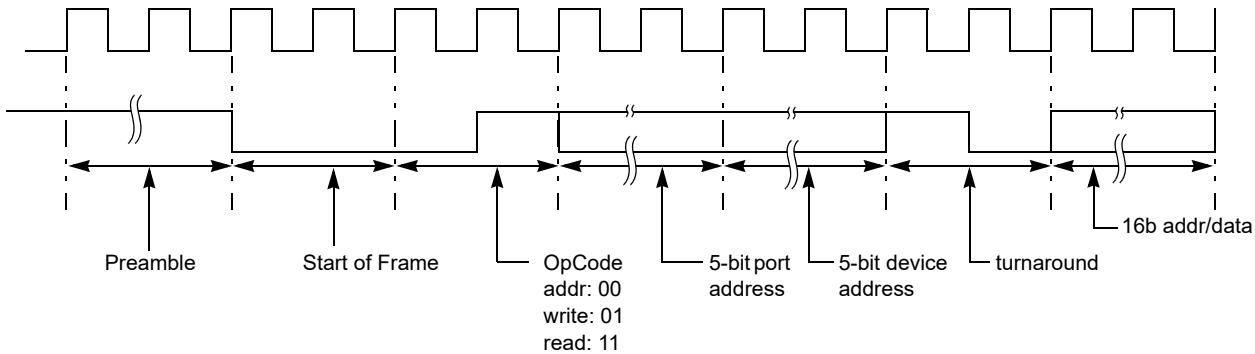 16b addr/data
Preamble
Start of Frame
OpCode
addr: 00
write: 01
read: 11
5-bit port
address
5-bit device
address
turnaround